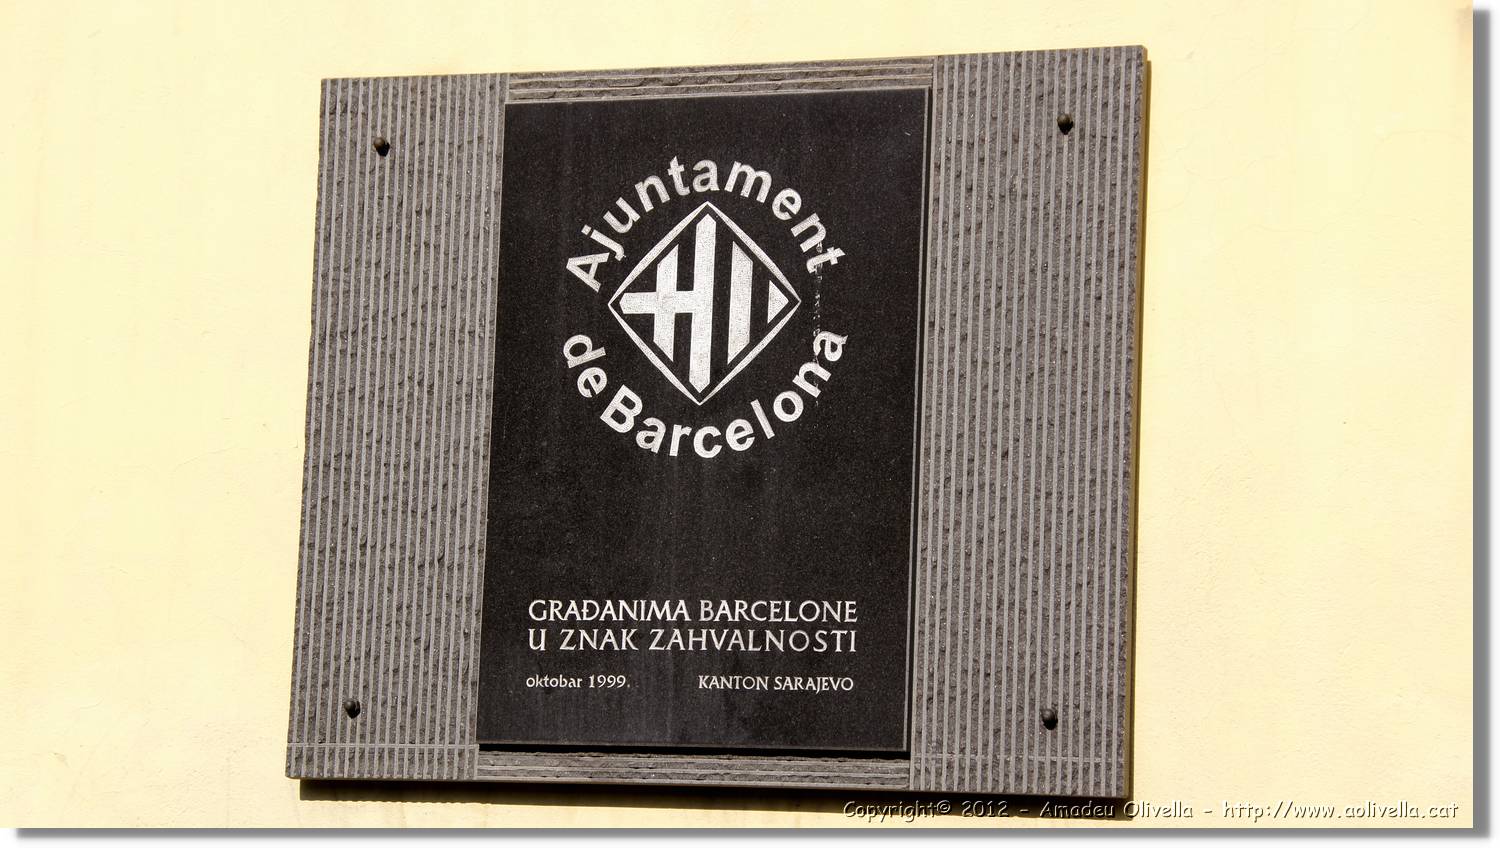 Ajuntament
de Barcelona
GRAĐANIMA BARCELONE
U ZNAK ZAHVALNOSTI
oktobar 1999. KANTON SARAJEVO
Copyright© 2012 - Amadeu Olivella - http://www.aolivella.cat